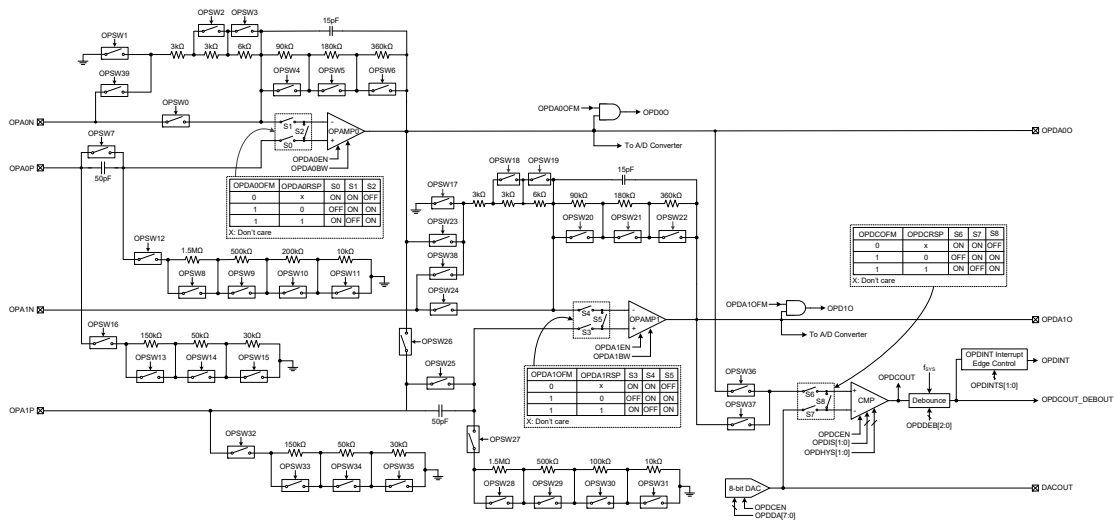 OPSW2 OPSW3
15pF
OPSW1
3kΩ 3kΩ 6kΩ 90kΩ 180kΩ 360kΩ
OPSW39
OPSW4 OPSW5 OPSW6
OPSW0
OPDA0OFM
OPD0O
OPA0N
S1
S2
S0
-
+
OPAMP0
OPDA0O
OPSW7
To A/D Converter
OPDA0EN
OPDA0BW
OPA0P
50pF
OPDA0OFM OPDA0RSP S0 S1 S2
0 x ON ON OFF
1 0 OFF ON ON
1 1 ON OFF ON
X: Don't care
OPSW18 OPSW19
15pF
OPSW17
3kΩ 3kΩ 6kΩ 90kΩ 180kΩ 360kΩ
OPSW23
OPSW20 OPSW21 OPSW22
OPSW38
OPDCOFM OPDCRSP S6 S7 S8
0 x ON ON OFF
1 0 OFF ON ON
1 1 ON OFF ON
X: Don't care
OPSW12
1.5MΩ 500kΩ 200kΩ 10kΩ
OPSW8 OPSW9 OPSW10 OPSW11
OPSW24
OPA1N
OPDA1OFM
OPD1O
S4
S5
S3
-
+
OPAMP1
OPDA1O
To A/D Converter
OPDA1EN
OPDA1BW
OPSW16
150kΩ 50kΩ 30kΩ
OPSW13 OPSW14 OPSW15
OPSW26
OPSW25
OPDA1OFM OPDA1RSP S3 S4 S5
0 x ON ON OFF
1 0 OFF ON ON
1 1 ON OFF ON
X: Don't care
OPSW36
OPSW37
S6
S8
S7
+
-
CMP
OPDCOUT
fSYS
Debounce
OPDINT Interrupt
Edge Control
OPDINT
OPDINTS[1:0]
OPDCOUT_DEBOUT
OPDDEB[2:0]
OPDCEN
OPDIS[1:0]
OPDHYS[1:0]
OPA1P
50pF
OPSW32
150kΩ 50kΩ 30kΩ
OPSW33 OPSW34 OPSW35
OPSW27
1.5MΩ 500kΩ 100kΩ 10kΩ
OPSW28 OPSW29 OPSW30 OPSW31
8-bit DAC
DACOUT
OPDCEN
OPDDA[7:0]